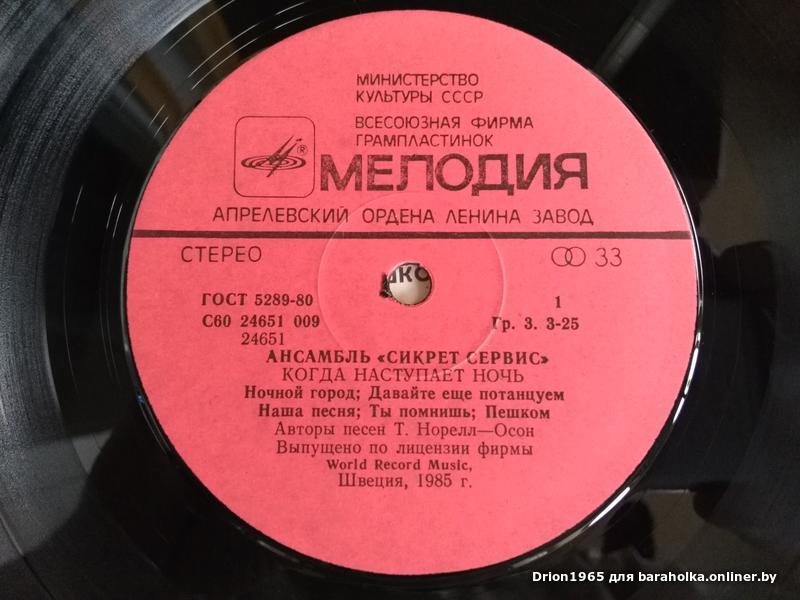 МИНИСТЕРСТВО
КУЛЬТУРЫ СССР
ВСЕСОЮЗНАЯ ФИРМА
ГРАМПЛАСТИНОК
®
МЕЛОДИЯ
АПРЕЛЕВСКИЙ ОРДЕНА ЛЕНИНА ЗАВОД
СТЕРЕО 33
ГОСТ 5289-80 1
С60 24651 009 Гр. 3. 3-25
24651
АНСАМБЛЬ «СИКРЕТ СЕРВИС»
КОГДА НАСТУПАЕТ НОЧЬ
Ночной город; Давайте еще потанцуем
Наша песня; Ты помнишь; Пешком
Авторы песен Т. Норелл—Осон
Выпущено по лицензии фирмы
World Record Music,
Швеция, 1985 г.
Drion1965 для baraholka.onliner.by